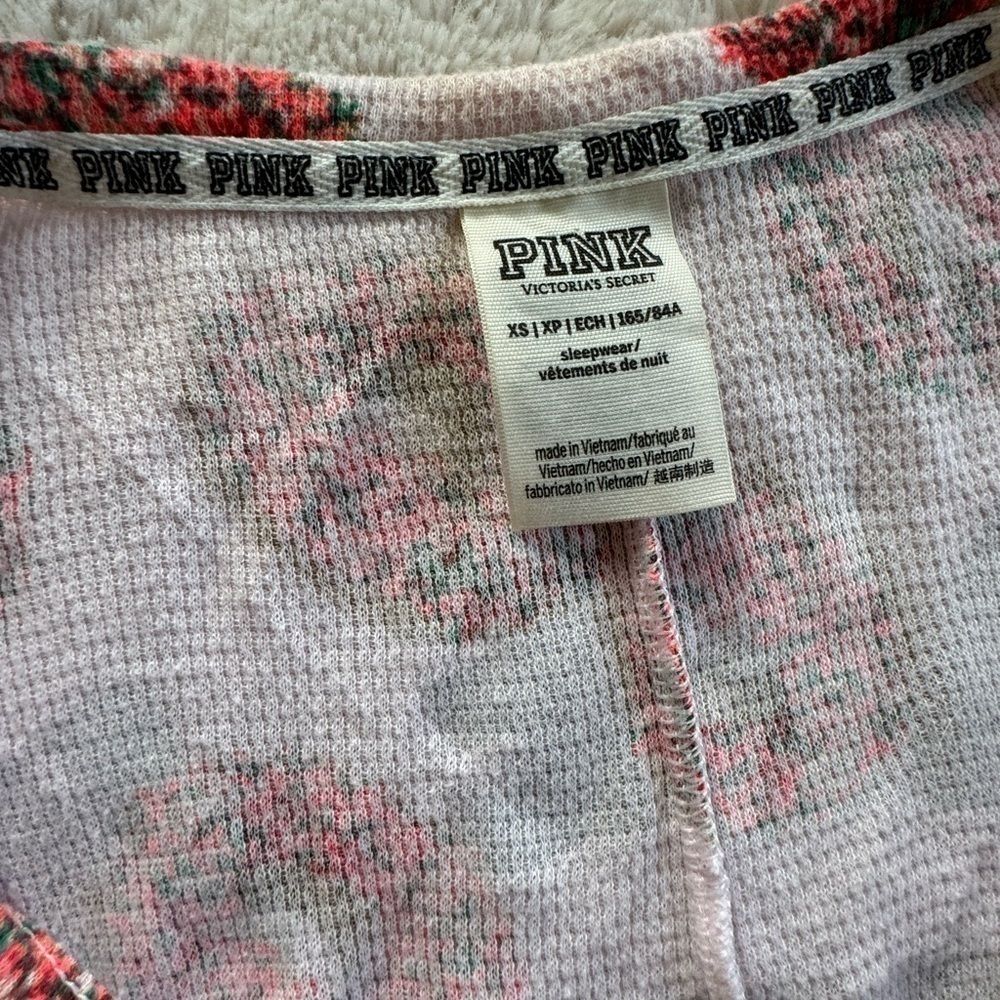 NK PINK PINK PINK PINK PINK PINK PINK PINK
PINK
VICTORIA'S SECRET
XS | XP | ECH | 165/84A
sleepwear/
vêtements de nuit
made in Vietnam/fabriqué au
Vietnam/hecho en Vietnam/
fabbricato in Vietnam/ 越南制造